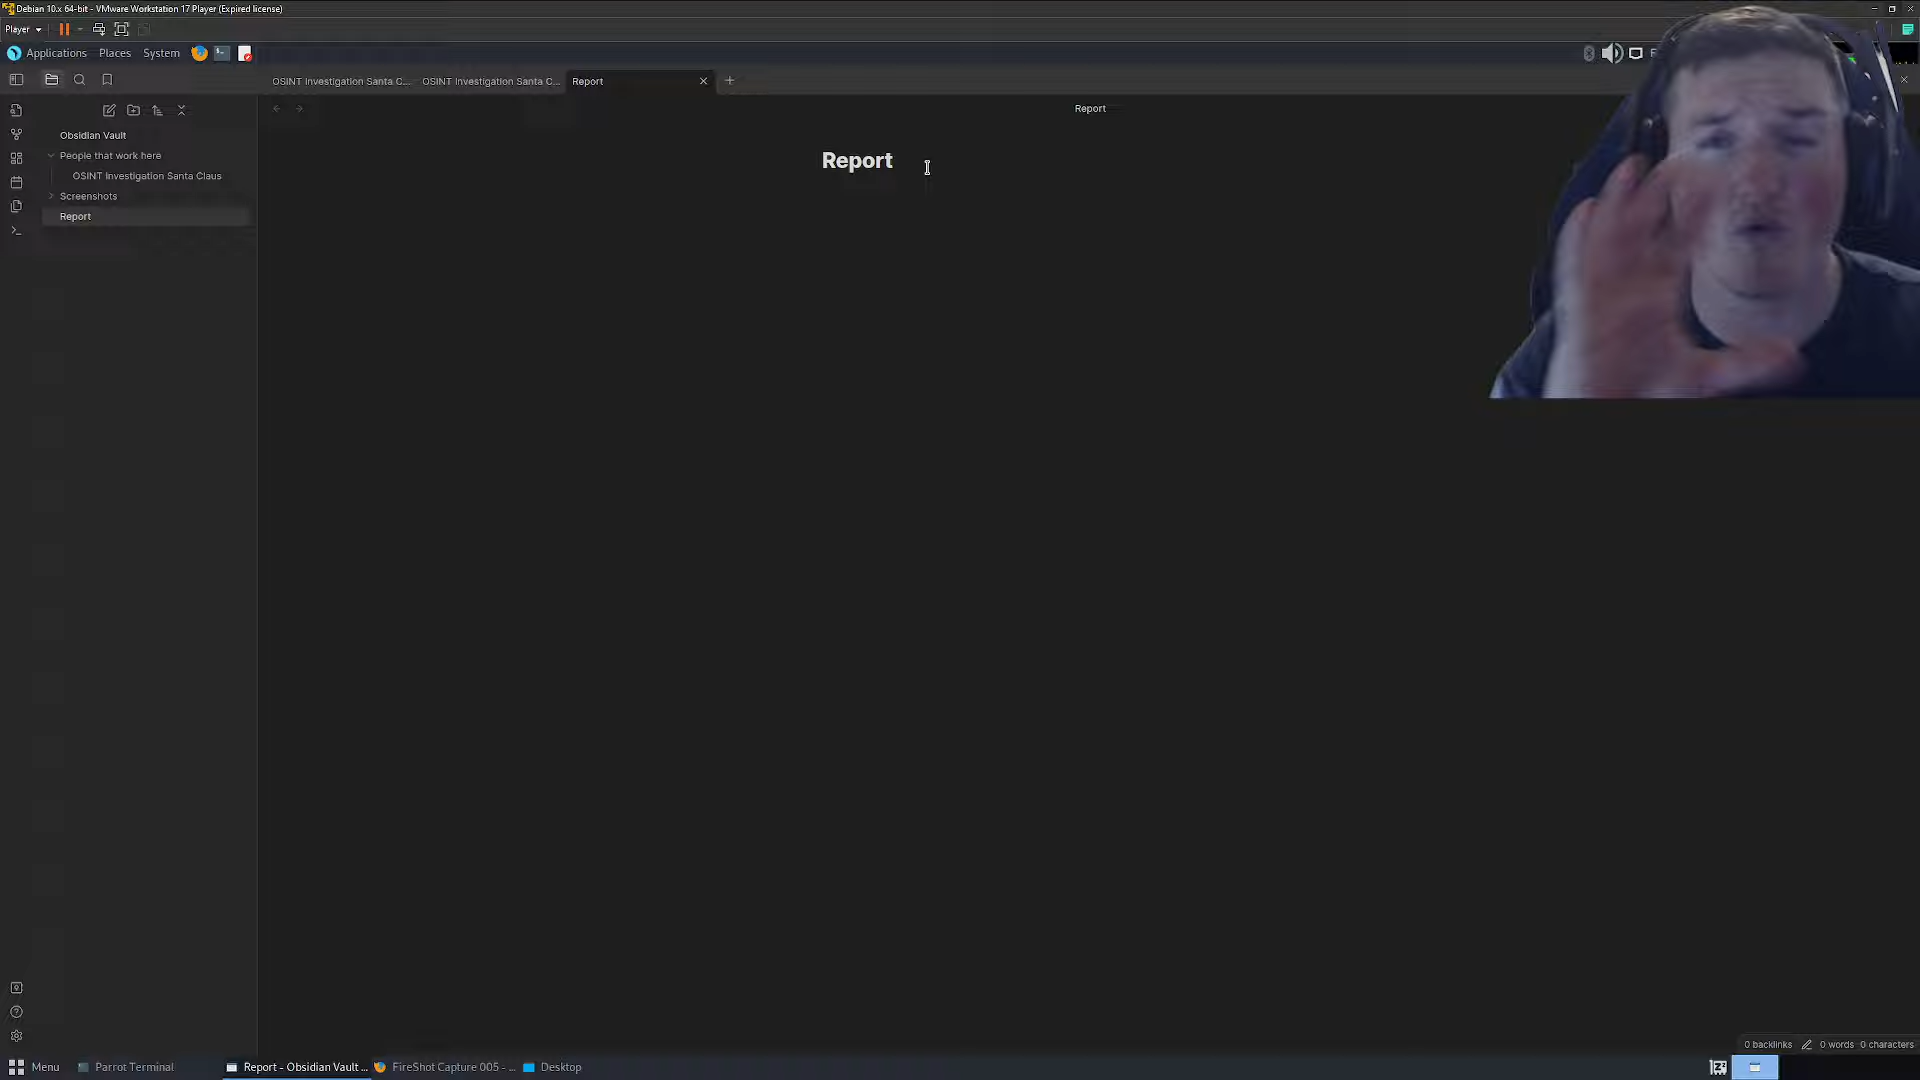 Debian 10.x 64-bit - VMware Workstation 17 Player (Expired license)
Player
Applications Places System
OSINT Investigation Santa C...
OSINT Investigation Santa C...
Report
Report
Obsidian Vault
People that work here
OSINT Investigation Santa Claus
Screenshots
Report
Report
0 backlinks
0 words
0 characters
Menu
Parrot Terminal
Report - Obsidian Vault ...
FireShot Capture 005 - ...
Desktop